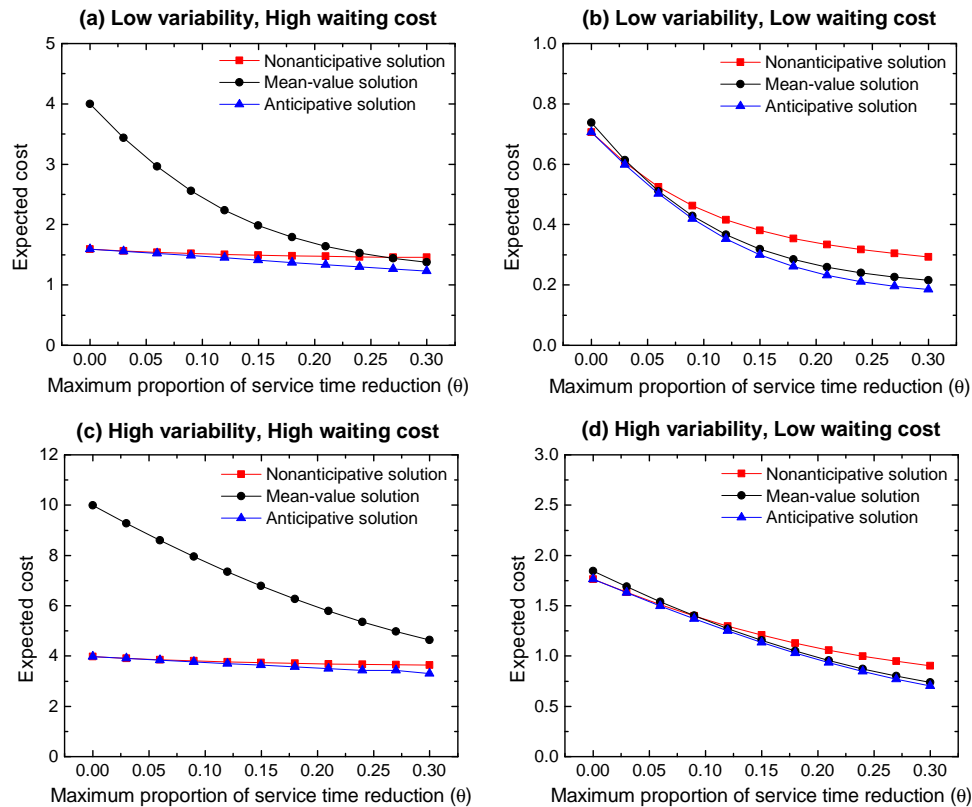 (a) Low variability, High waiting cost
5
4
3
2
1
0
Expected cost
Nonanticipative solution
Mean-value solution
Anticipative solution
0.00 0.05 0.10 0.15 0.20 0.25 0.30
Maximum proportion of service time reduction (θ)
(b) Low variability, Low waiting cost
1.0
0.8
0.6
0.4
0.2
0.0
Expected cost
Nonanticipative solution
Mean-value solution
Anticipative solution
0.00 0.05 0.10 0.15 0.20 0.25 0.30
Maximum proportion of service time reduction (θ)
(c) High variability, High waiting cost
12
10
8
6
4
2
0
Expected cost
Nonanticipative solution
Mean-value solution
Anticipative solution
0.00 0.05 0.10 0.15 0.20 0.25 0.30
Maximum proportion of service time reduction (θ)
(d) High variability, Low waiting cost
3.0
2.5
2.0
1.5
1.0
0.5
0.0
Expected cost
Nonanticipative solution
Mean-value solution
Anticipative solution
0.00 0.05 0.10 0.15 0.20 0.25 0.30
Maximum proportion of service time reduction (θ)